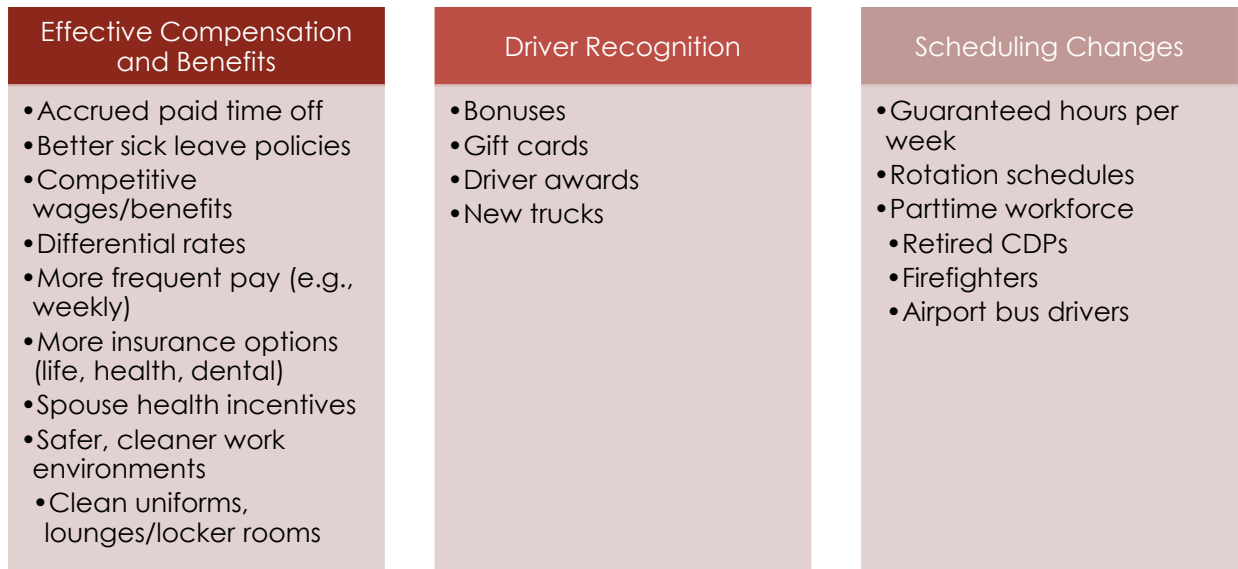 Effective Compensation
and Benefits
•Accrued paid time off
•Better sick leave policies
•Competitive
wages/benefits
•Differential rates
•More frequent pay (e.g.,
weekly)
•More insurance options
(life, health, dental)
•Spouse health incentives
•Safer, cleaner work
environments
•Clean uniforms,
lounges/locker rooms
Driver Recognition
•Bonuses
•Gift cards
•Driver awards
•New trucks
Scheduling Changes
•Guaranteed hours per
week
•Rotation schedules
•Parttime workforce
•Retired CDPs
•Firefighters
•Airport bus drivers